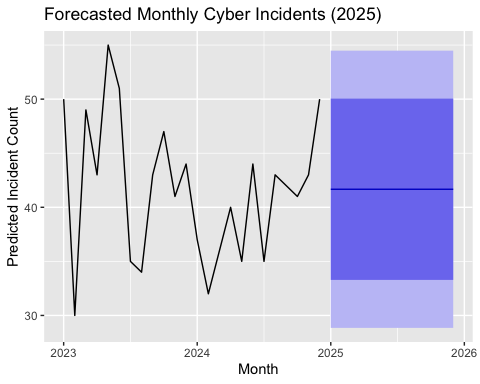 Forecasted Monthly Cyber Incidents (2025)
Predicted Incident Count
50
40
30
2023 2024 2025 2026
Month